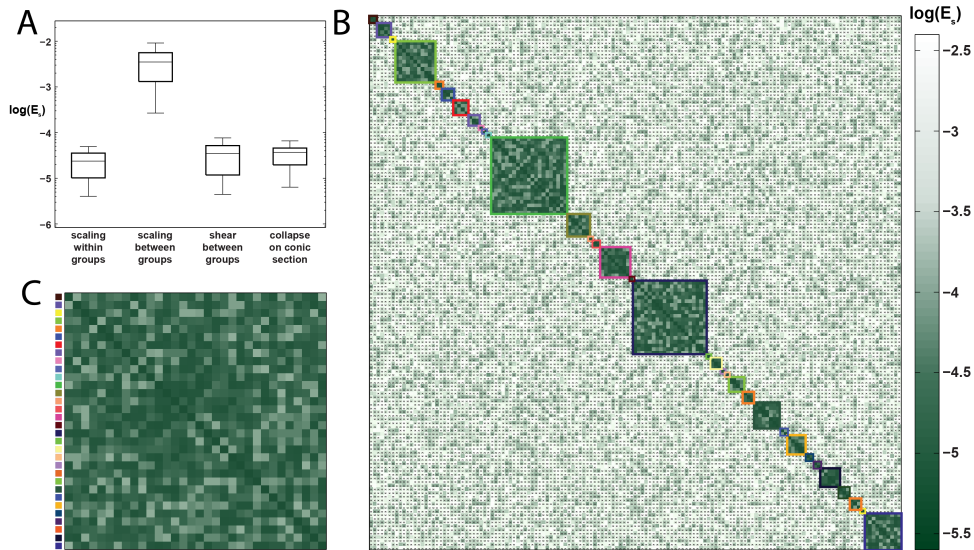 A
−2
−3
log(Es)
−4
−5
−6
scaling within groups
scaling between groups
shear between groups
collapse on conic section
B
log(Es)
−2.5
−3
−3.5
−4
−4.5
−5
−5.5
C